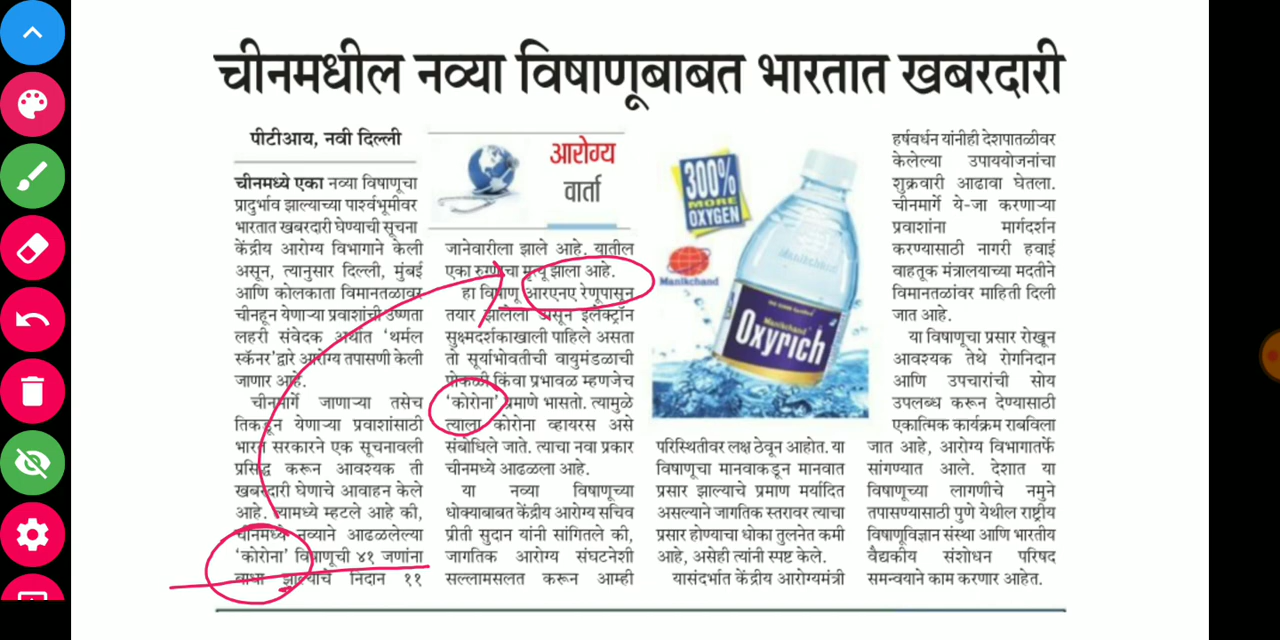 चीनमधील नव्या विषाणूबाबत भारतात खबरदारी
पीटीआय, नवी दिल्ली
चीनमध्ये एका नव्या विषाणूचा
प्रादुर्भाव झाल्याच्या पार्श्वभूमीवर
भारतात खबरदारी घेण्याची सूचना
केंद्रीय आरोग्य विभागाने केली
असून, त्यानुसार दिल्ली, मुंबई
आणि कोलकाता विमानतळावर
चीनहून येणाऱ्या प्रवाशांची उष्णता
लहरी संवेदक अर्थात 'थर्मल
स्कॅनर'द्वारे आरोग्य तपासणी केली
जाणार आहे.
चीनमार्गे जाणाऱ्या तसेच
तिकडून येणाऱ्या प्रवाशांसाठी
भारत सरकारने एक सूचनावली
प्रसिद्ध करून आवश्यक ती
खबरदारी घेणाचे आवाहन केले
आहे. त्यामध्ये म्हटले आहे की,
चीनमध्ये नव्याने आढळलेल्या
'कोरोना' विषाणूची ४१ जणांना
बाधा झाल्याचे निदान ११
आरोग्य
वार्ता
जानेवारीला झाले आहे. यातील
एका रुग्णाचा मृत्यू झाला आहे.
हा विषाणू आरएनए रेणूपासून
तयार झालेला असून इलेक्ट्रॉन
सुक्ष्मदर्शकाखाली पाहिले असता
तो सूर्याभोवतीची वायुमंडळाची
पोकळी किंवा प्रभावळ म्हणजेच
'कोरोना' प्रमाणे भासतो. त्यामुळे
त्याला कोरोना व्हायरस असे
संबोधिले जाते. त्याचा नवा प्रकार
चीनमध्ये आढळला आहे.
या नव्या विषाणूच्या
धोक्याबाबत केंद्रीय आरोग्य सचिव
प्रीती सुदान यांनी सांगितले की,
जागतिक आरोग्य संघटनेशी
सल्लामसलत करून आम्ही
300%
MORE
OXYGEN
Manikchand
Manikchand
Manikchand
Oxyrich
परिस्थितीवर लक्ष ठेवून आहोत. या
विषाणूचा मानवाकडून मानवात
प्रसार झाल्याचे प्रमाण मर्यादित
असल्याने जागतिक स्तरावर त्याचा
प्रसार होण्याचा धोका तुलनेत कमी
आहे, असेही त्यांनी स्पष्ट केले.
यासंदर्भात केंद्रीय आरोग्यमंत्री
हर्षवर्धन यांनीही देशपातळीवर
केलेल्या उपाययोजनांचा
शुक्रवारी आढावा घेतला.
चीनमार्गे ये-जा करणाऱ्या
प्रवाशांना मार्गदर्शन
करण्यासाठी नागरी हवाई
वाहतूक मंत्रालयाच्या मदतीने
विमानतळांवर माहिती दिली
जात आहे.
या विषाणूचा प्रसार रोखून
आवश्यक तेथे रोगनिदान
आणि उपचारांची सोय
उपलब्ध करून देण्यासाठी
एकात्मिक कार्यक्रम राबविला
जात आहे, आरोग्य विभागातर्फे
सांगण्यात आले. देशात या
विषाणूच्या लागणीचे नमुने
तपासण्यासाठी पुणे येथील राष्ट्रीय
विषाणूविज्ञान संस्था आणि भारतीय
वैद्यकीय संशोधन परिषद
समन्वयाने काम करणार आहेत.